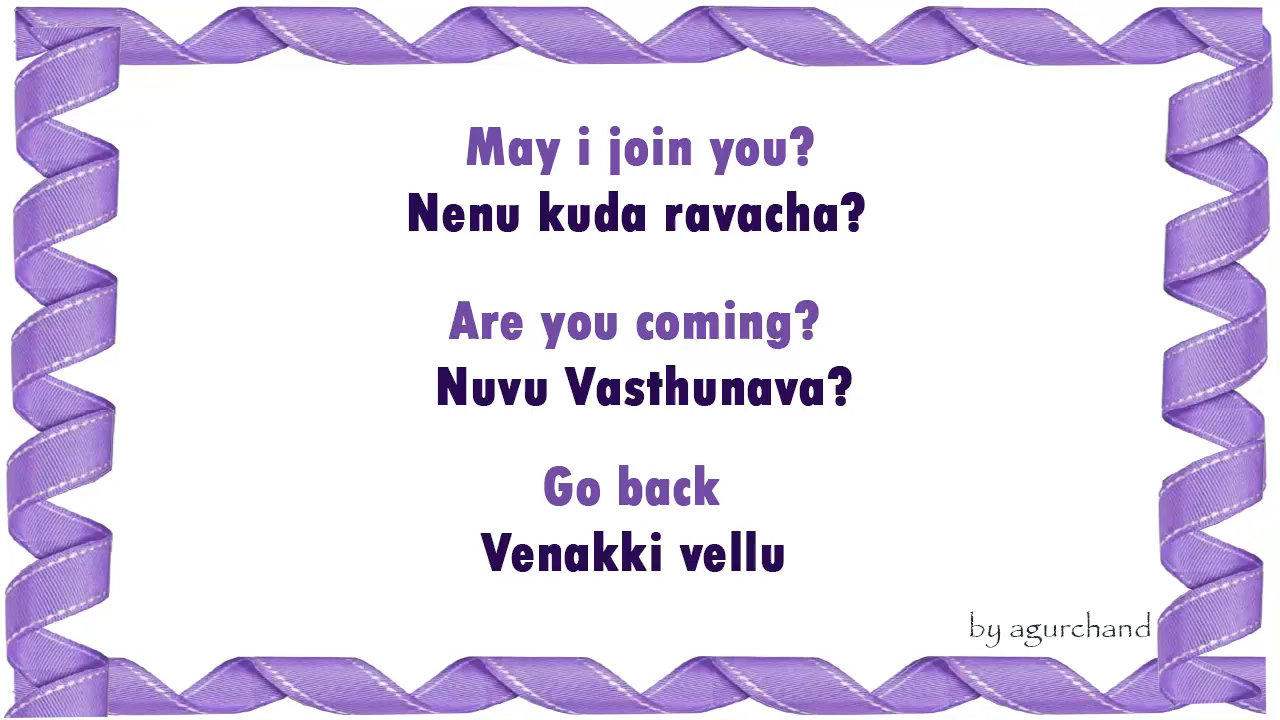 May i join you?
Nenu kuda ravacha?
Are you coming?
Nuvu Vasthunava?
Go back
Venakki vellu
by agurchand